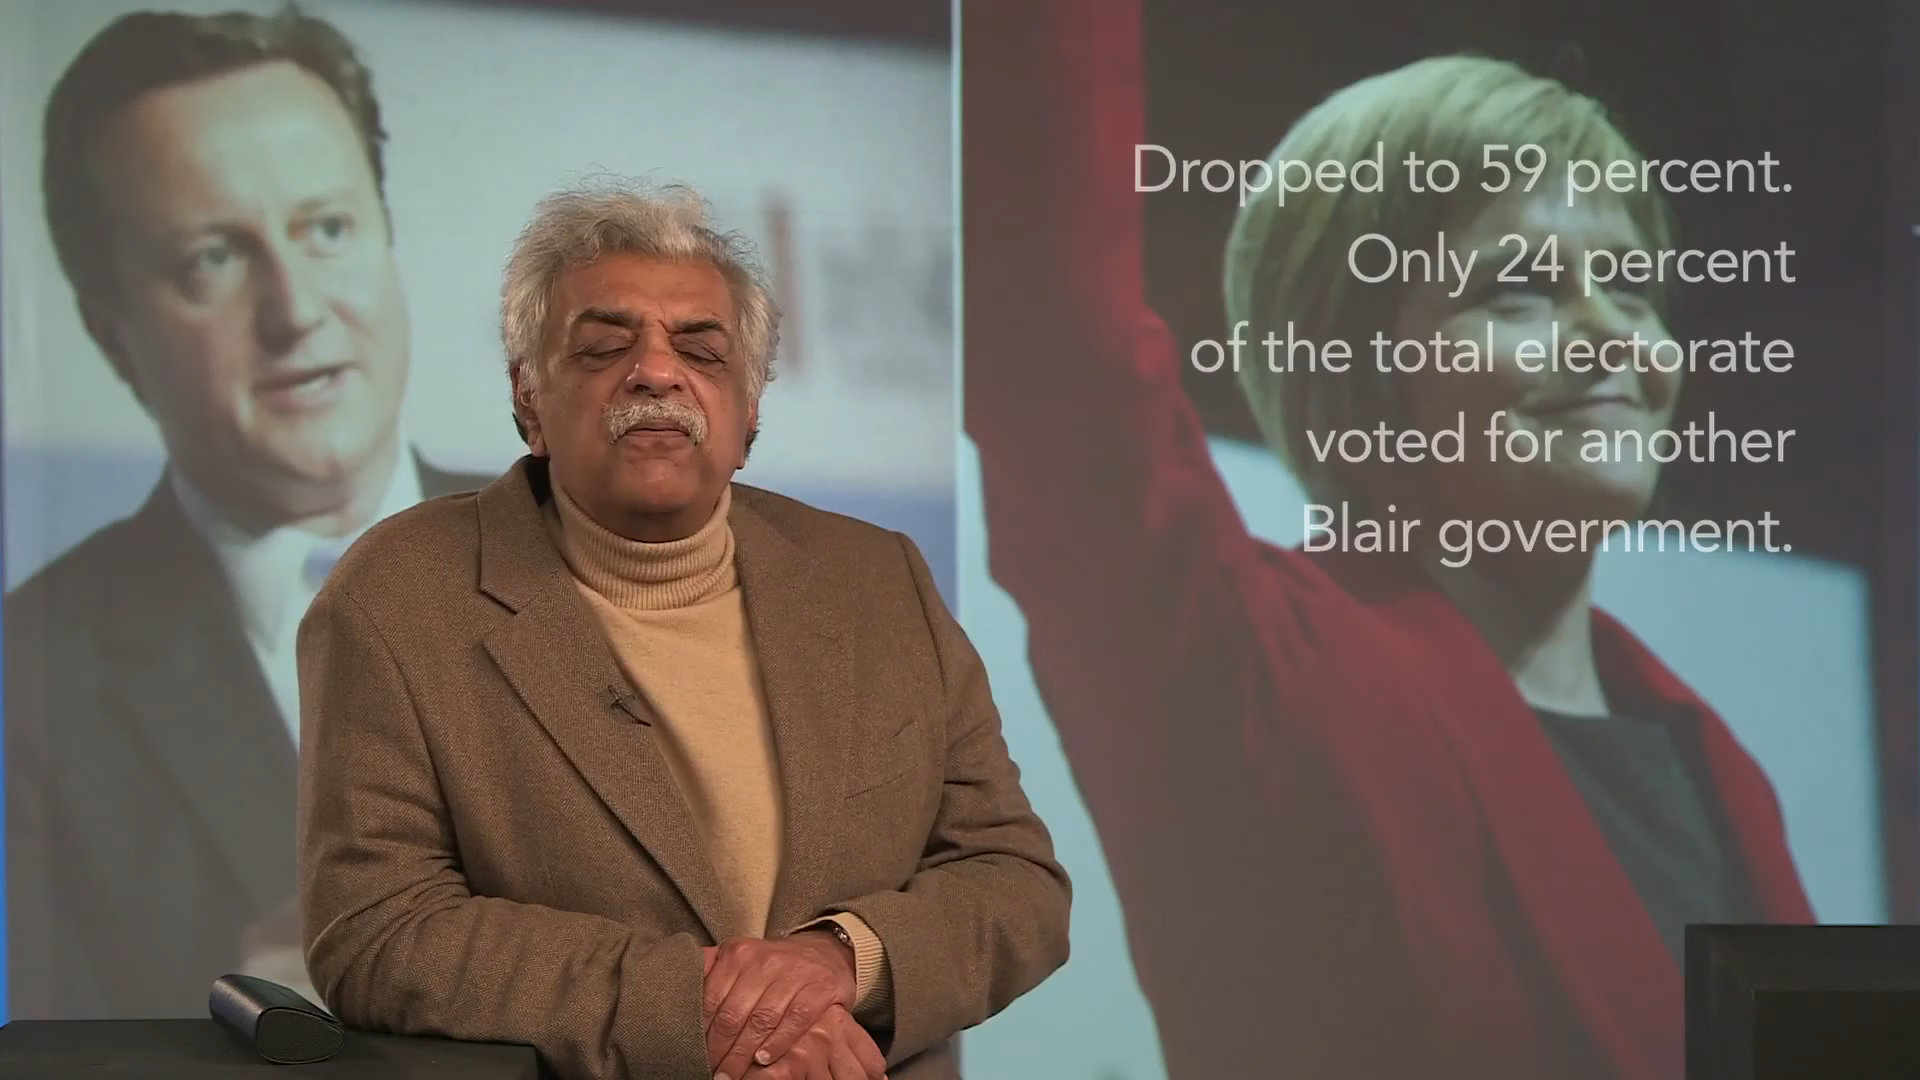 Dropped to 59 percent.
Only 24 percent
of the total electorate
voted for another
Blair government.